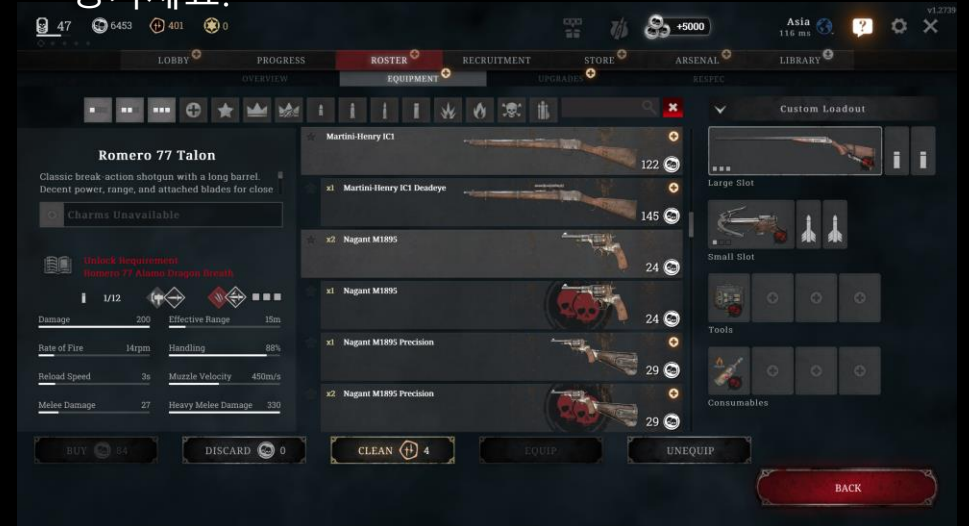 v1.2739
47
6453
401
0
+5000
Asia
116 ms
?
LOBBY
PROGRESS
ROSTER
RECRUITMENT
STORE
ARSENAL
LIBRARY
OVERVIEW
EQUIPMENT
UPGRADES
RESPEC
Romero 77 Talon
Classic break-action shotgun with a long barrel.
Decent power, range, and attached blades for close
Charms Unavailable
Unlock Requirement
Romero 77 Alamo Dragon Breath
1/12
Damage 200
Effective Range 15m
Rate of Fire 14rpm
Handling 88%
Reload Speed 3s
Muzzle Velocity 450m/s
Melee Damage 27
Heavy Melee Damage 330
Martini-Henry IC1
122
x1 Martini-Henry IC1 Deadeye
145
x2 Nagant M1895
24
x1 Nagant M1895
24
x1 Nagant M1895 Precision
29
x2 Nagant M1895 Precision
29
Custom Loadout
Large Slot
Small Slot
Tools
Consumables
BUY 84
DISCARD 0
CLEAN 4
EQUIP
UNEQUIP
BACK